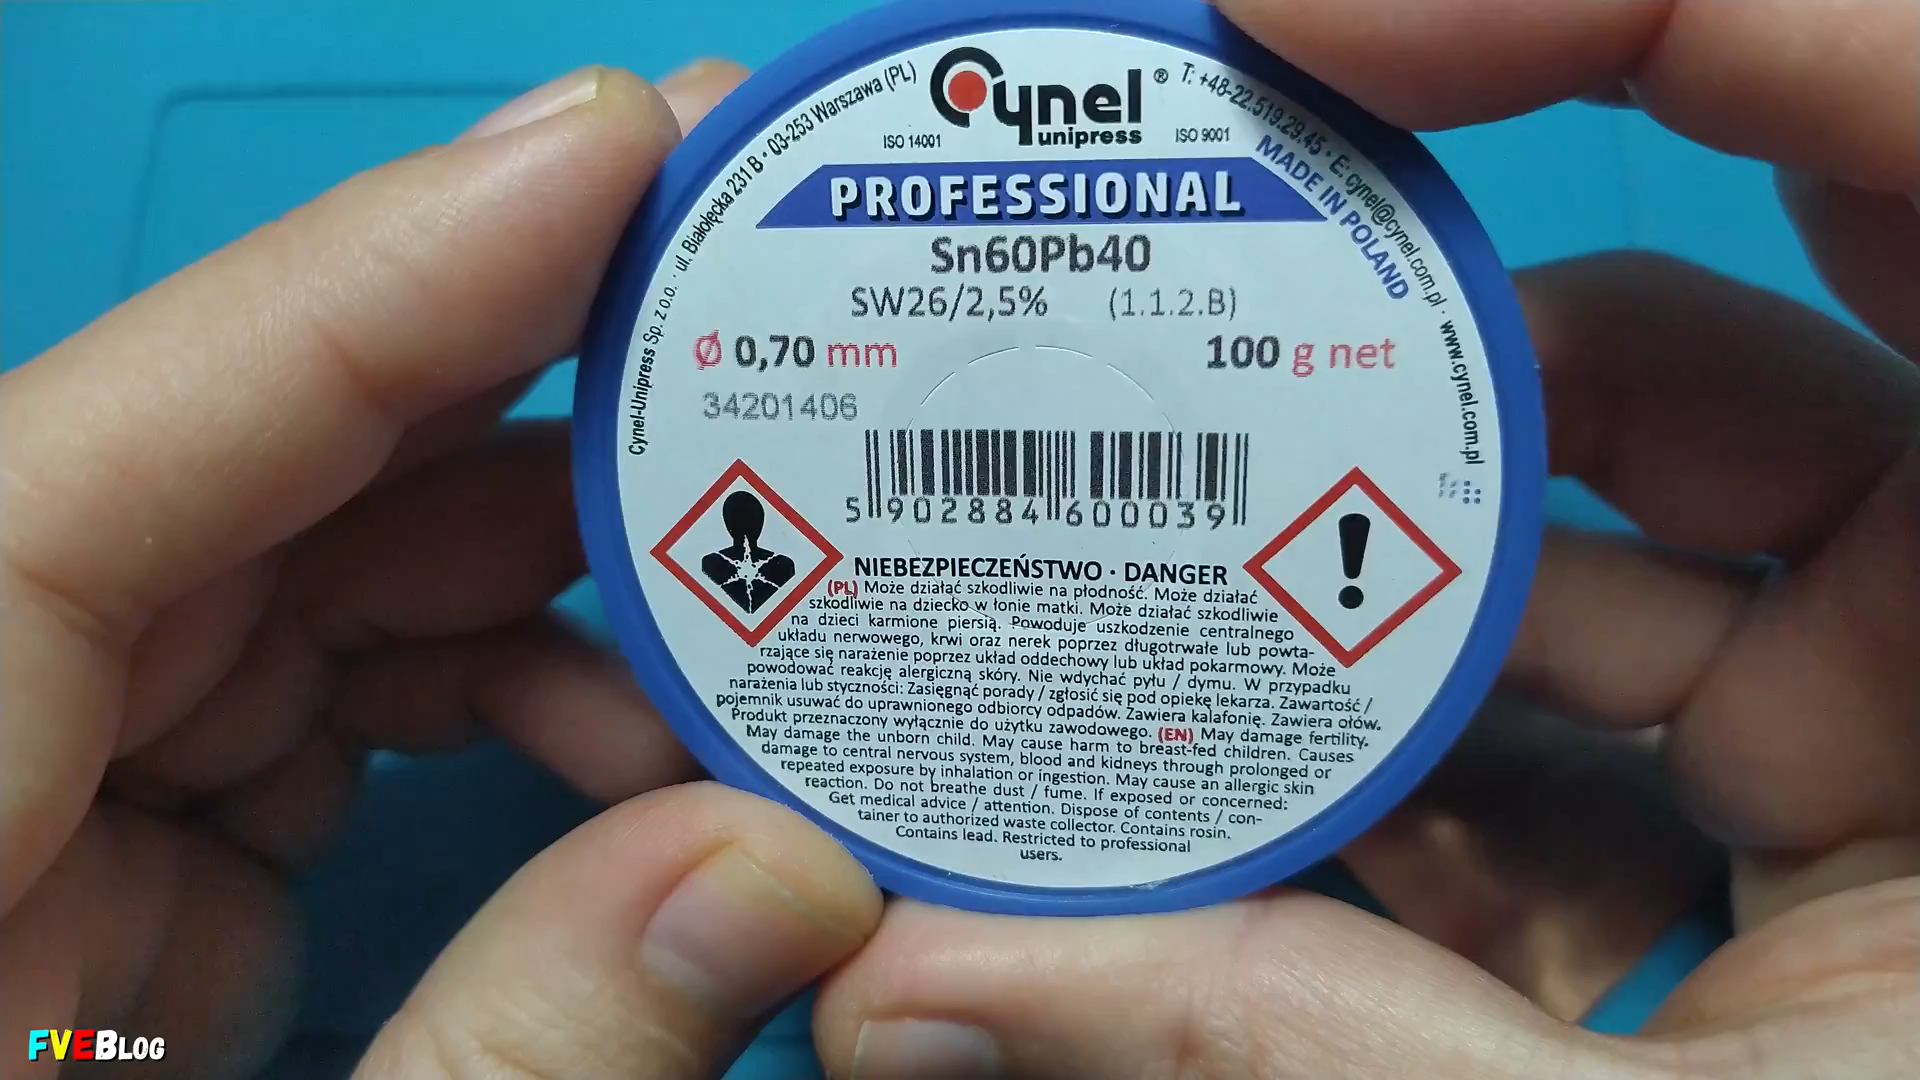 Cynel-Unipress Sp. z o.o. · ul. Białołęcka 231 B · 03-253 Warszawa (PL)
Cynel ®
unipress
ISO 14001
ISO 9001
T: +48-22.519.29.45 · E: cynel@cynel.com.pl · www.cynel.com.pl
MADE IN POLAND
PROFESSIONAL
Sn60Pb40
SW26/2,5% (1.1.2.B)
Ø 0,70 mm 100 g net
34201406
5 902884 600039
NIEBEZPIECZEŃSTWO · DANGER
(PL) Może działać szkodliwie na płodność. Może działać
szkodliwie na dziecko w łonie matki. Może działać szkodliwie
na dzieci karmione piersią. Powoduje uszkodzenie centralnego
układu nerwowego, krwi oraz nerek poprzez długotrwałe lub powta-
rzające się narażenie poprzez układ oddechowy lub układ pokarmowy. Może
powodować reakcję alergiczną skóry. Nie wdychać pyłu / dymu. W przypadku
narażenia lub styczności: Zasięgnąć porady / zgłosić się pod opiekę lekarza. Zawartość /
pojemnik usuwać do uprawnionego odbiorcy odpadów. Zawiera kalafonię. Zawiera ołów.
Produkt przeznaczony wyłącznie do użytku zawodowego. (EN) May damage fertility.
May damage the unborn child. May cause harm to breast-fed children. Causes
damage to central nervous system, blood and kidneys through prolonged or
repeated exposure by inhalation or ingestion. May cause an allergic skin
reaction. Do not breathe dust / fume. If exposed or concerned:
Get medical advice / attention. Dispose of contents / con-
tainer to authorized waste collector. Contains rosin.
Contains lead. Restricted to professional
users.
FVEBLOG